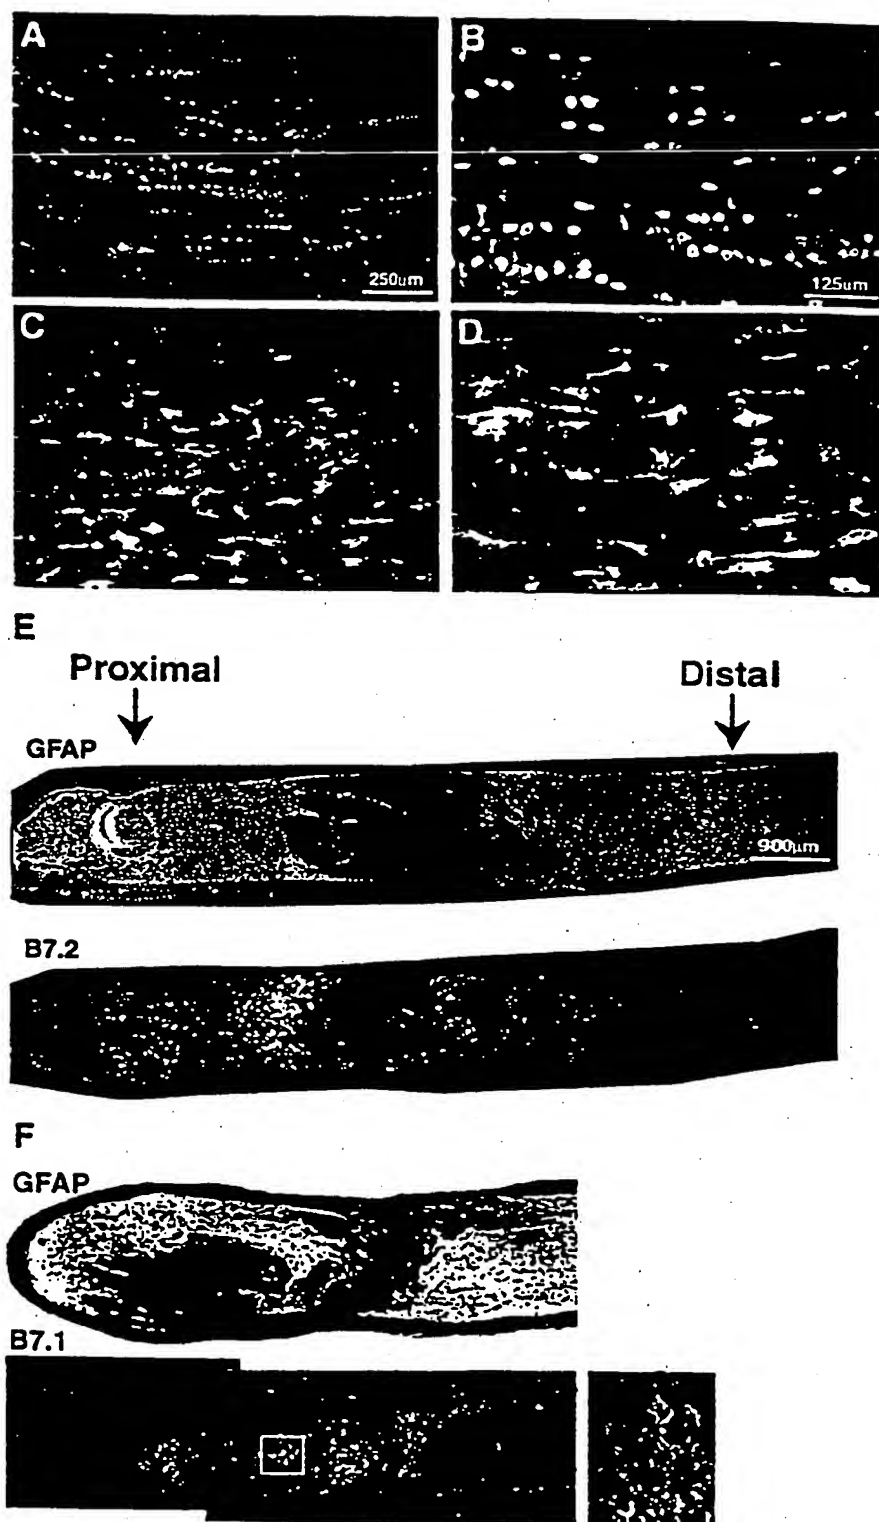 A
B
250um
125um
C
D
E
Proximal
Distal
GFAP
900μm
B7.2
F
GFAP
B7.1